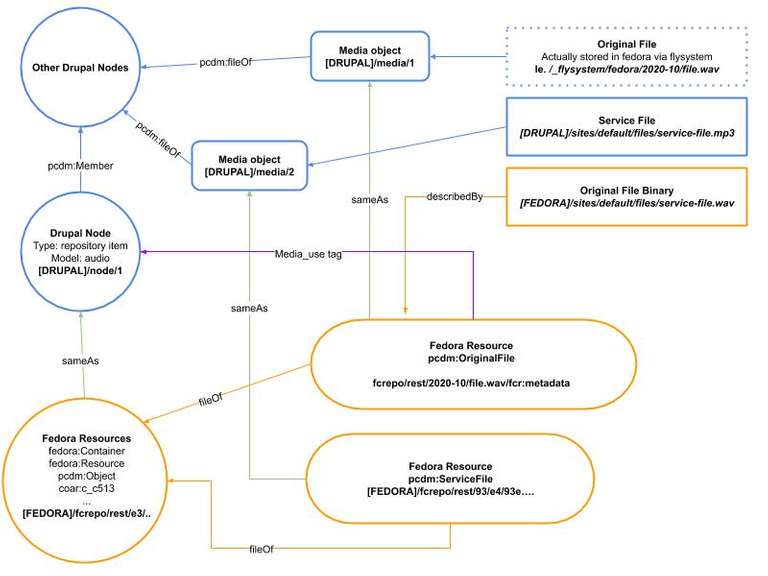 Other Drupal Nodes
pcdm:fileOf
Media object
[DRUPAL]/media/1
Original File
Actually stored in fedora via flysystem
Ie. /_flysystem/fedora/2020-10/file.wav
Service File
[DRUPAL]/sites/default/files/service-file.mp3
pcdm:fileOf
Media object
[DRUPAL]/media/2
pcdm:Member
Original File Binary
[FEDORA]/sites/default/files/service-file.wav
sameAs
describedBy
Drupal Node
Type: repository item
Model: audio
[DRUPAL]/node/1
Media_use tag
sameAs
Fedora Resource
pcdm:OriginalFile
fcrepo/rest/2020-10/file.wav/fcr:metadata
sameAs
fileOf
Fedora Resources
fedora:Container
fedora:Resource
pcdm:Object
coar:c_c513
...
[FEDORA]/fcrepo/rest/e3/..
Fedora Resource
pcdm:ServiceFile
[FEDORA]/fcrepo/rest/93/e4/93e....
fileOf